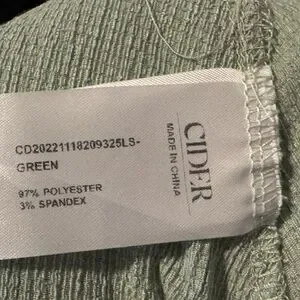 CD20221118209325LS-
GREEN
97% POLYESTER
3% SPANDEX
CIDER
MADE IN CHINA